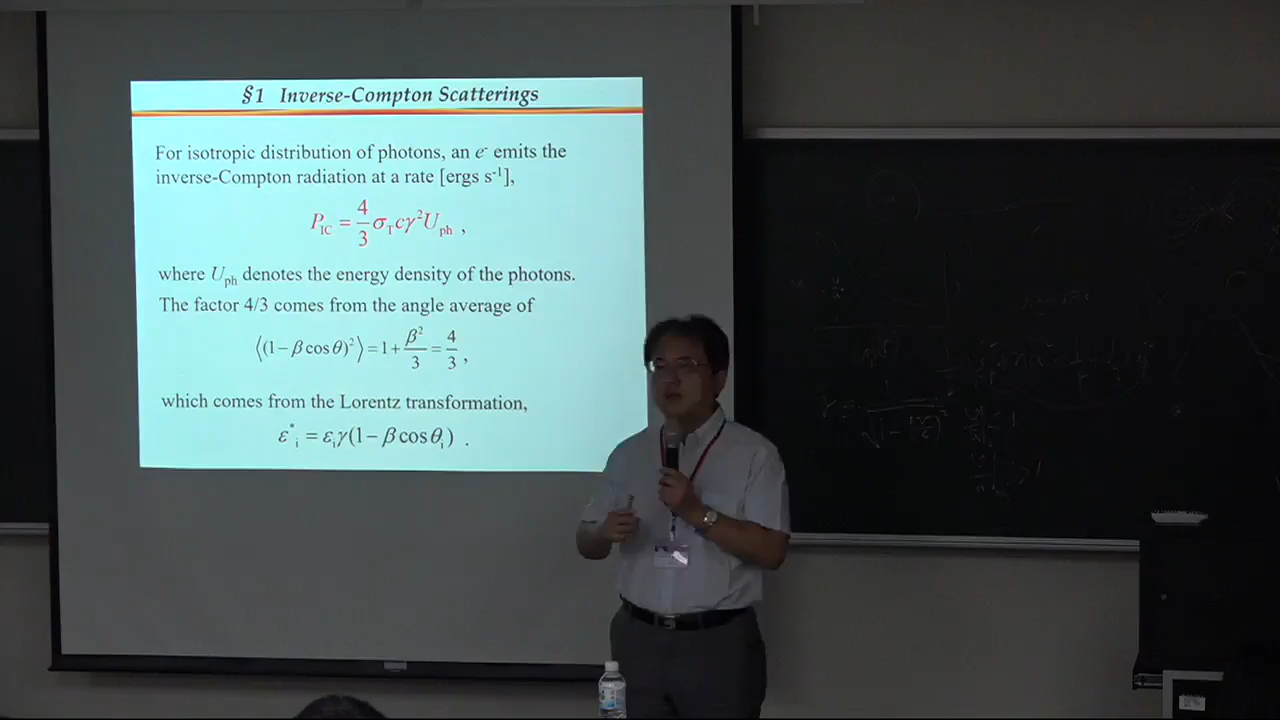 §1 Inverse-Compton Scatterings
For isotropic distribution of photons, an e⁻ emits the
inverse-Compton radiation at a rate [ergs s⁻¹],
P_IC = 4/3 σ_T cγ² U_ph ,
where U_ph denotes the energy density of the photons.
The factor 4/3 comes from the angle average of
⟨(1−β cos θ)²⟩ = 1 + β²/3 = 4/3 ,
which comes from the Lorentz transformation,
ε*_i = ε_i γ(1−β cos θ_i) .